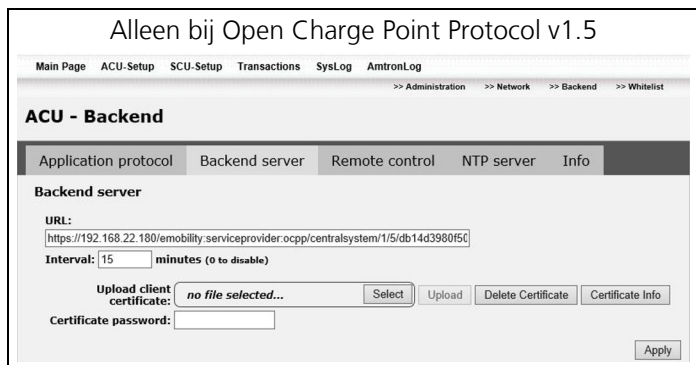 Alleen bij Open Charge Point Protocol v1.5
Main Page ACU-Setup SCU-Setup Transactions SysLog AmtronLog
>> Administration >> Network >> Backend >> Whitelist
ACU - Backend
Application protocol Backend server Remote control NTP server Info
Backend server
URL:
https://192.168.22.180/emobility:serviceprovider:ocpp/centralsystem/1/5/db14d3980f50
Interval: 15 minutes (0 to disable)
Upload client
certificate: no file selected... Select Upload Delete Certificate Certificate Info
Certificate password:
Apply